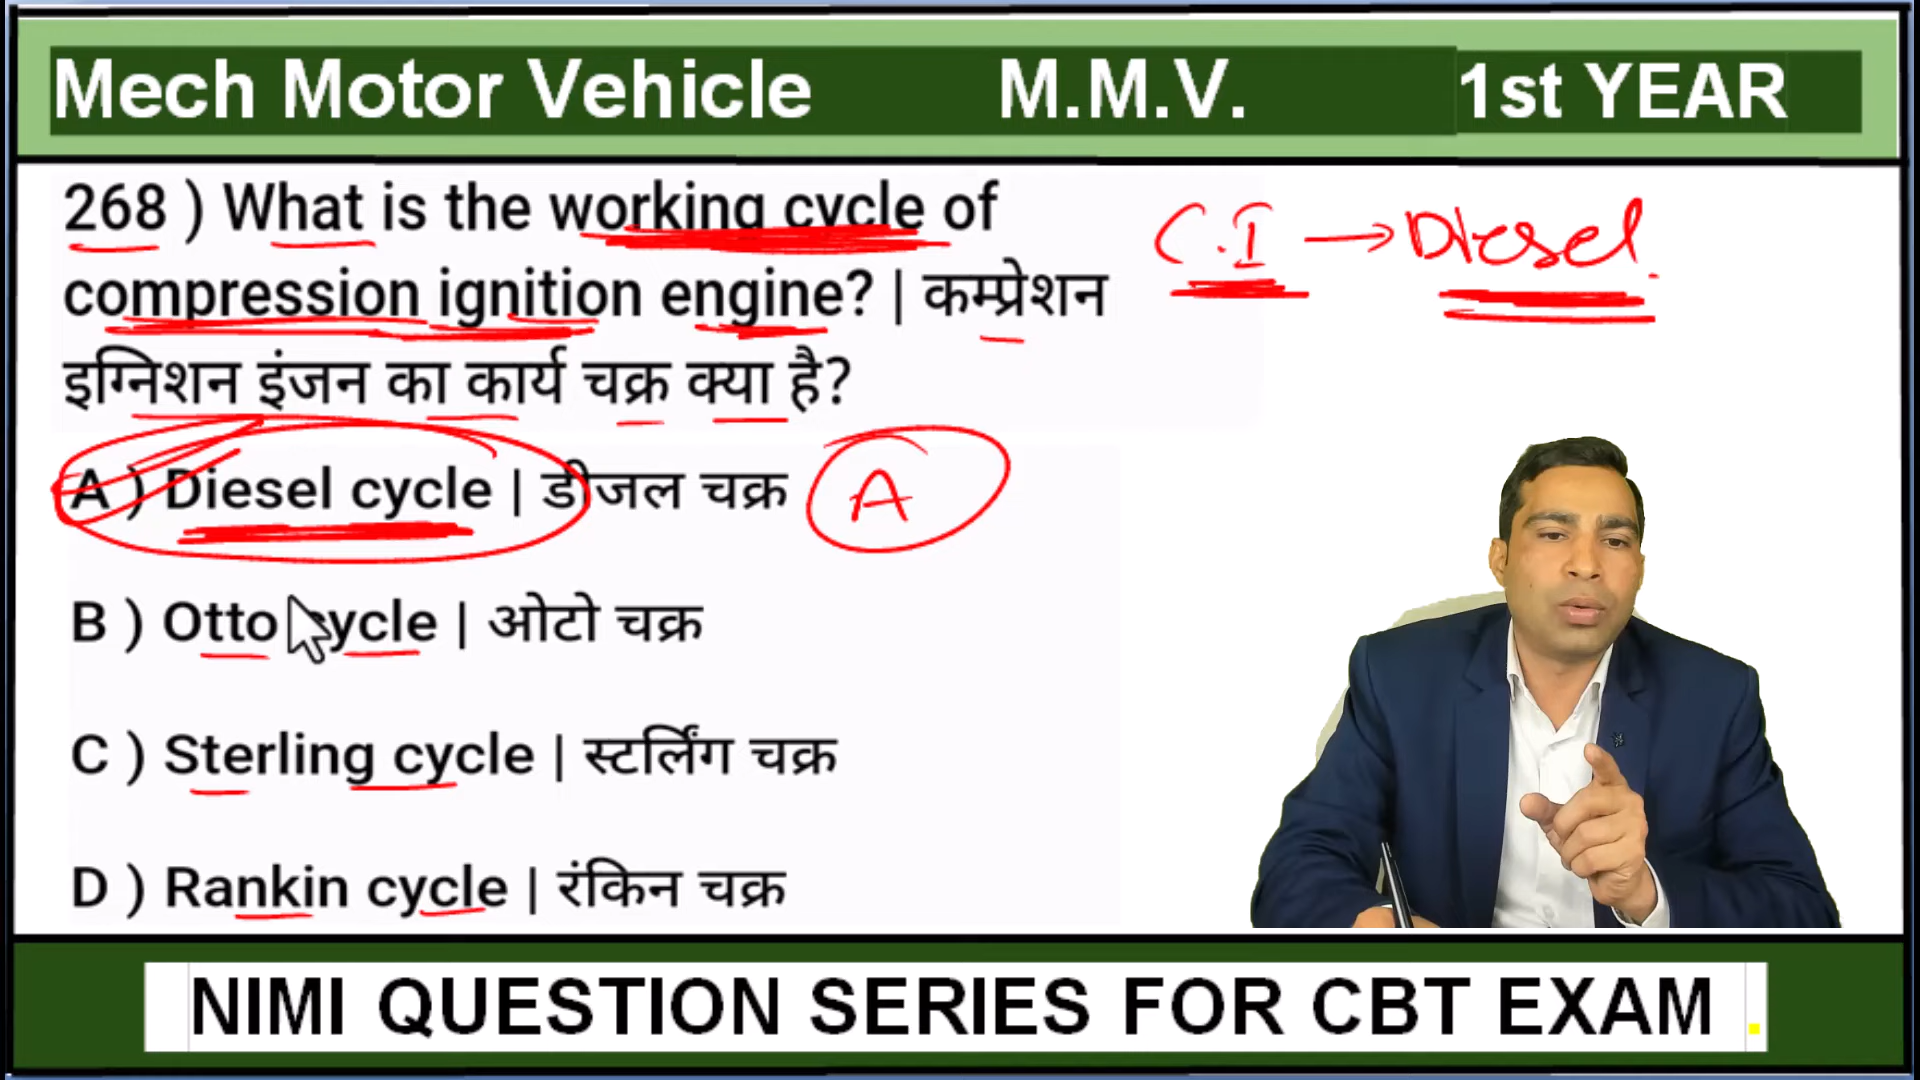 Mech Motor Vehicle M.M.V. 1st YEAR
268 ) What is the working cycle of
compression ignition engine? | कम्प्रेशन
इग्निशन इंजन का कार्य चक्र क्या है?
C.I → Diesel.
A ) Diesel cycle | डीजल चक्र A
B ) Otto cycle | ओटो चक्र
C ) Sterling cycle | स्टर्लिंग चक्र
D ) Rankin cycle | रंकिन चक्र
NIMI QUESTION SERIES FOR CBT EXAM .